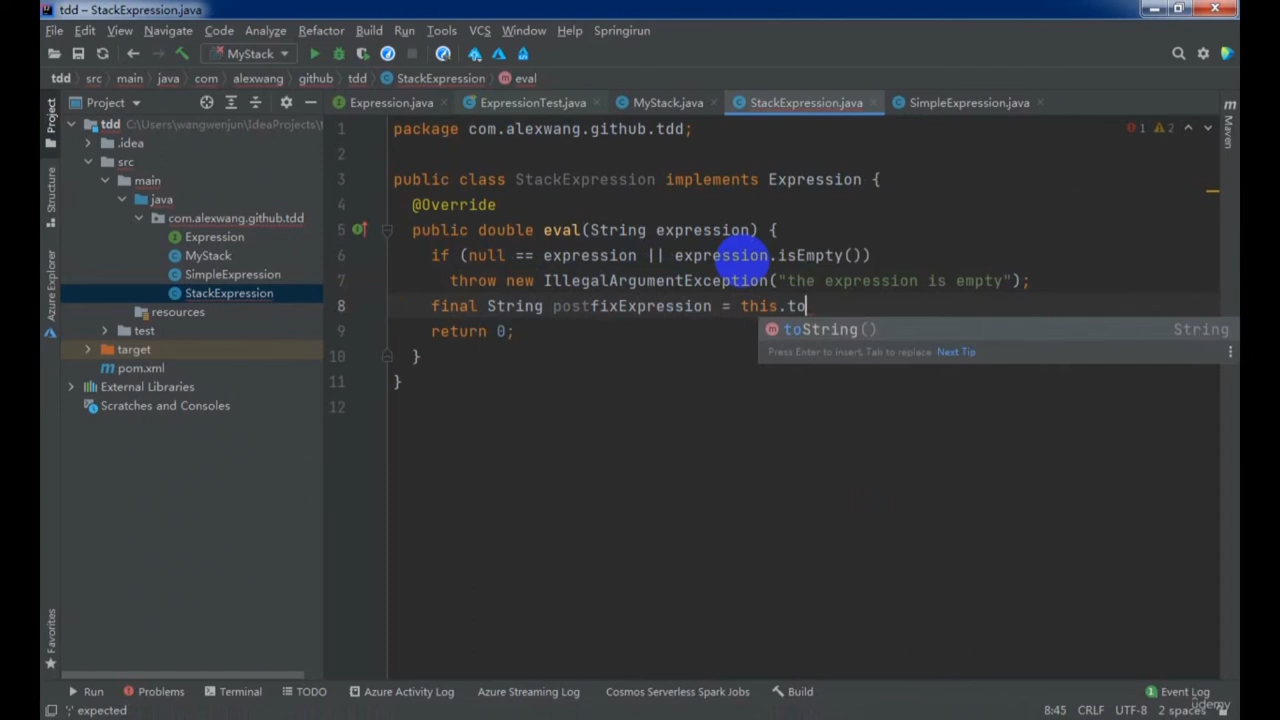 tdd – StackExpression.java
File Edit View Navigate Code Analyze Refactor Build Run Tools VCS Window Help Springirun
MyStack
tdd src main java com alexwang github tdd StackExpression eval
Project
Expression.java ExpressionTest.java MyStack.java StackExpression.java SimpleExpression.java
Project
Structure
Azure Explorer
Favorites
tdd C:\Users\wangwenjun\IdeaProjects\t
.idea
src
main
java
com.alexwang.github.tdd
Expression
MyStack
SimpleExpression
StackExpression
resources
test
target
pom.xml
External Libraries
Scratches and Consoles
1 package com.alexwang.github.tdd;
2
3 public class StackExpression implements Expression {
4 @Override
5 public double eval(String expression) {
6 if (null == expression || expression.isEmpty())
7 throw new IllegalArgumentException("the expression is empty");
8 final String postfixExpression = this.to
9 return 0;
10 }
11 }
12
toString() String
Press Enter to insert, Tab to replace Next Tip
1 2
Maven
Run Problems Terminal TODO Azure Activity Log Azure Streaming Log Cosmos Serverless Spark Jobs Build 1 Event Log
';' expected 8:45 CRLF UTF-8 2 spaces
udemy